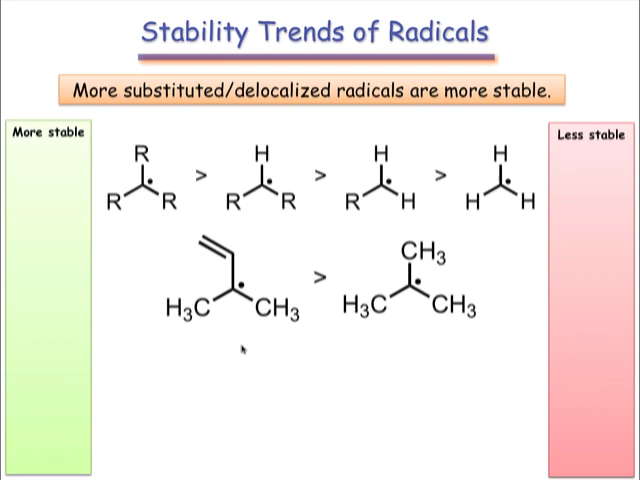 Stability Trends of Radicals
More substituted/delocalized radicals are more stable.
More stable
Less stable
R H H H
> > >
R R R R R H H H
CH3
>
H3C CH3 H3C CH3